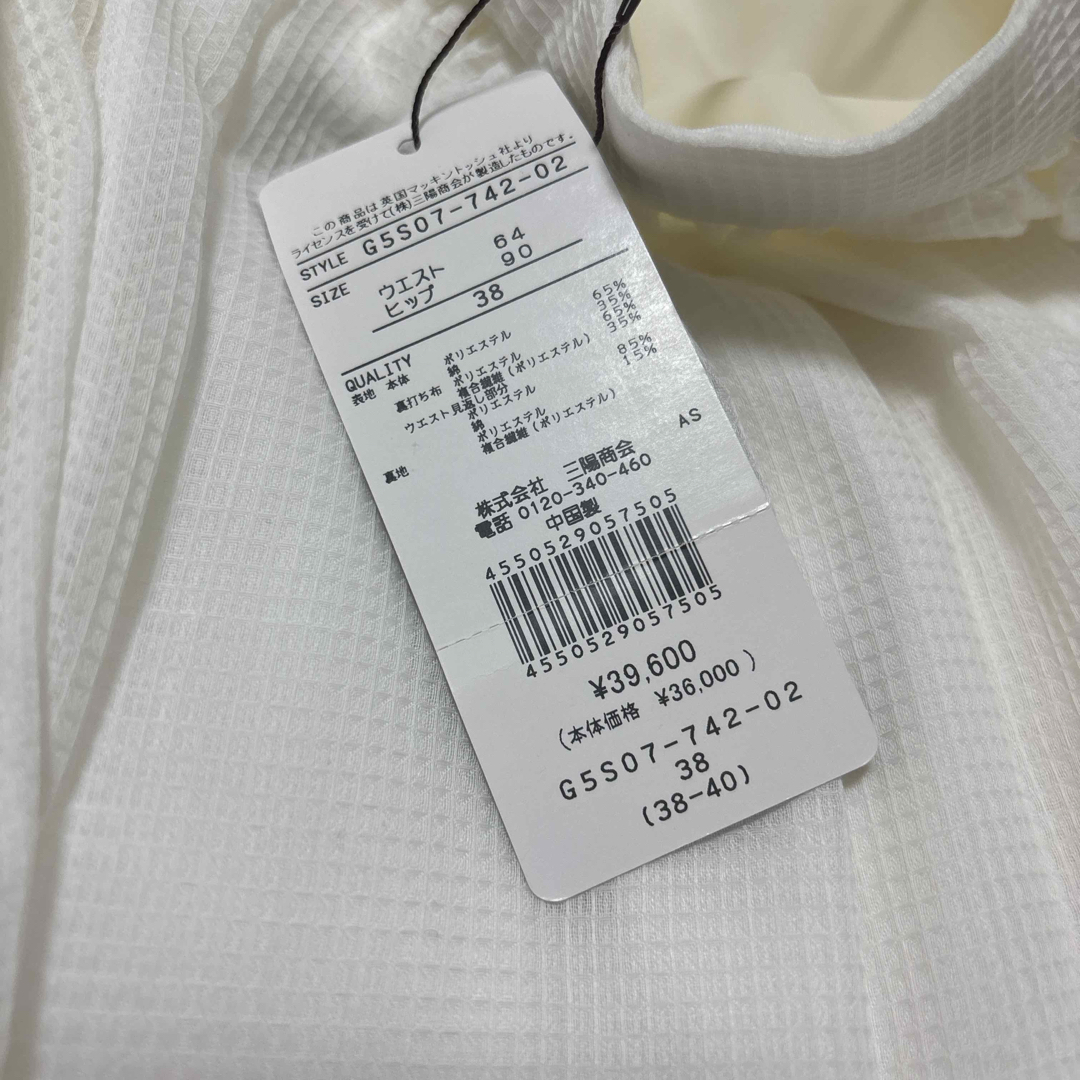 この商品は英国マッキントッシュ社より
ライセンスを受けて(株)三陽商会が製造したものです。
STYLE G5S07-742-02
SIZE ウエスト 64
ヒップ 90
38
QUALITY
表地 本体 ポリエステル 65%
綿 35%
裏打ち布 ポリエステル 65%
複合繊維(ポリエステル) 35%
ウエスト見返し部分
ポリエステル 85%
綿 15%
裏地 ポリエステル
複合繊維(ポリエステル)
AS
株式会社 三陽商会
電話 0120-340-460
中国製
4550529057505
4550529057505
¥39,600
(本体価格 ¥36,000)
G5S07-742-02
38
(38-40)